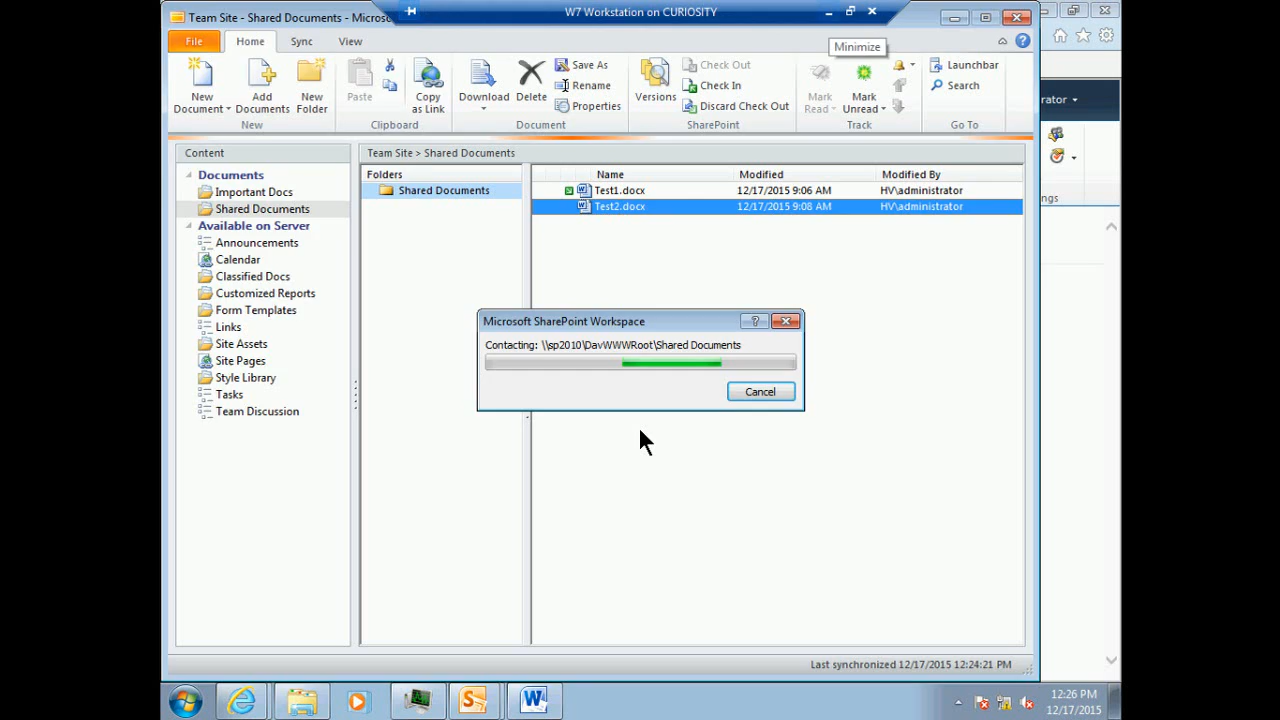 W7 Workstation on CURIOSITY
Team Site - Shared Documents - Micros
Minimize
File Home Sync View
New Document
Add Documents
New Folder
Paste
Copy as Link
Download
Delete
Save As
Rename
Properties
Versions
Check Out
Check In
Discard Check Out
Mark Read
Mark Unread
Launchbar
Search
New Clipboard Document SharePoint Track Go To
rator
ngs
Content
Documents
Important Docs
Shared Documents
Available on Server
Announcements
Calendar
Classified Docs
Customized Reports
Form Templates
Links
Site Assets
Site Pages
Style Library
Tasks
Team Discussion
Team Site > Shared Documents
Folders
Shared Documents
Name Modified Modified By
Test1.docx 12/17/2015 9:06 AM HV\administrator
Test2.docx 12/17/2015 9:08 AM HV\administrator
Microsoft SharePoint Workspace
Contacting: \\sp2010\DavWWWRoot\Shared Documents
Cancel
Last synchronized 12/17/2015 12:24:21 PM
12:26 PM
12/17/2015